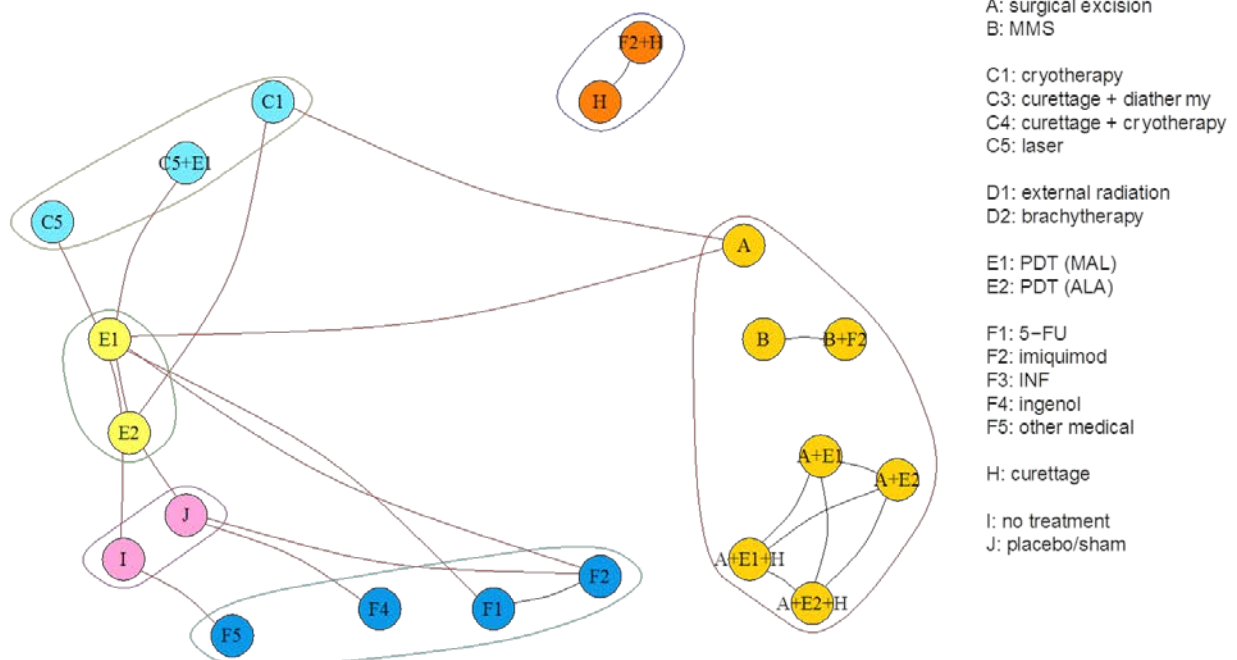 A: surgical excision
B: MMS
C1: cryotherapy
C3: curettage + diather my
C4: curettage + cryotherapy
C5: laser
D1: external radiation
D2: brachytherapy
E1: PDT (MAL)
E2: PDT (ALA)
F1: 5−FU
F2: imiquimod
F3: INF
F4: ingenol
F5: other medical
H: curettage
I: no treatment
J: placebo/sham
F2+H
H
C1
C5+E1
C5
A
E1
B
B+F2
E2
A+E1
A+E2
J
I
A+E1+H
F2
A+E2+H
F4
F1
F5